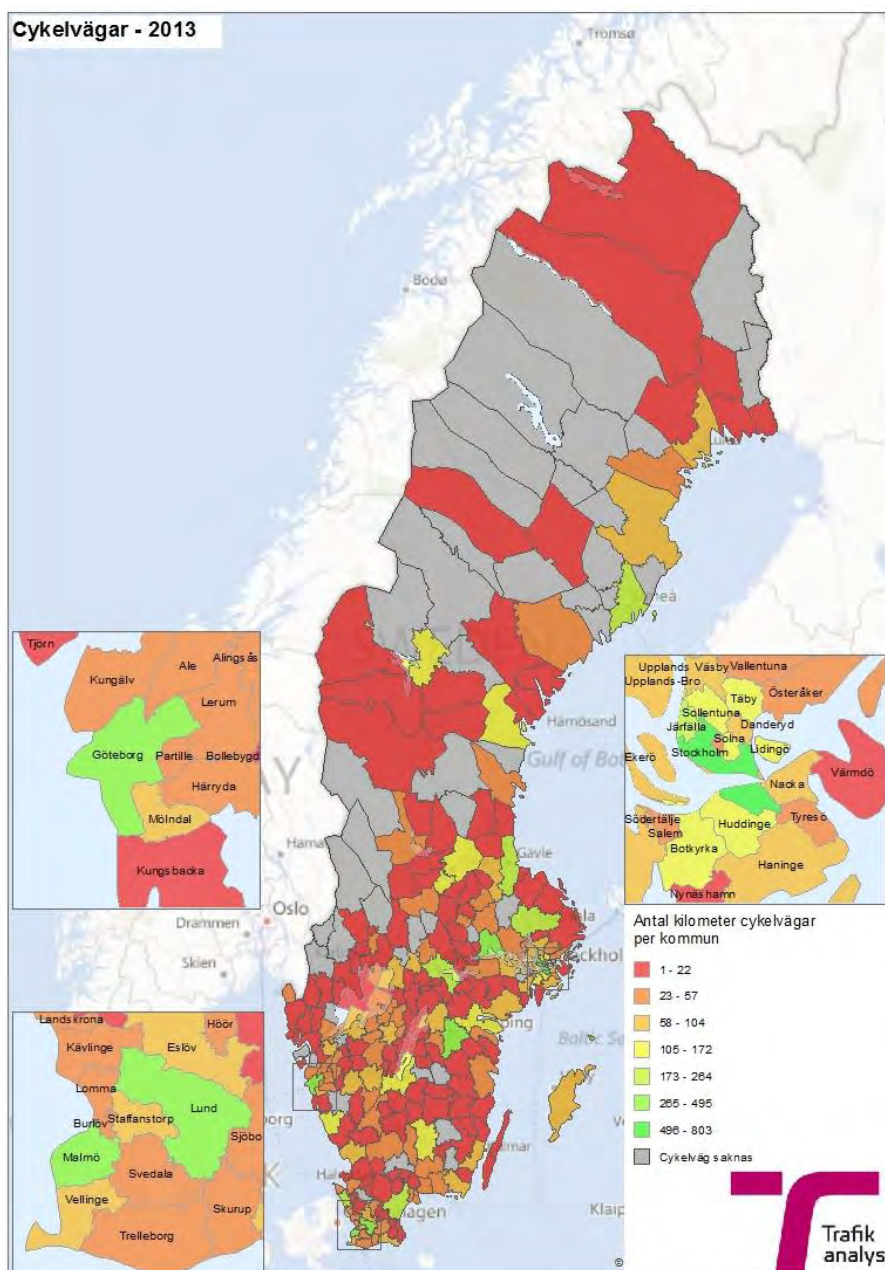 Cykelvägar - 2013
Tromsø
Bodø
SWEDEN
Härnösand
Gulf of Bo
Gävle
Hama
Oslo
Drammen
Skien
Baltic Se
Klaip
Tjörn
Kungälv
Ale
Alingsås
Lerum
Göteborg
Partille
Bollebygd
Härryda
Mölndal
Kungsbacka
Upplands Väsby
Vallentuna
Upplands-Bro
Täby
Österåker
Sollentuna
Järfälla
Danderyd
Solna
Stockholm
Lidingö
Ekerö
Värmdö
Nacka
Södertälje
Huddinge
Tyresö
Salem
Botkyrka
Haninge
Nynäshamn
Landskrona
Höör
Kävlinge
Eslöv
Lomma
Lund
Burlöv
Staffanstorp
Sjöbo
Malmö
Svedala
Vellinge
Skurup
Trelleborg
Antal kilometer cykelvägar
per kommun
1 - 22
23 - 57
58 - 104
105 - 172
173 - 264
265 - 495
496 - 803
Cykelväg saknas
©
Trafik
analys